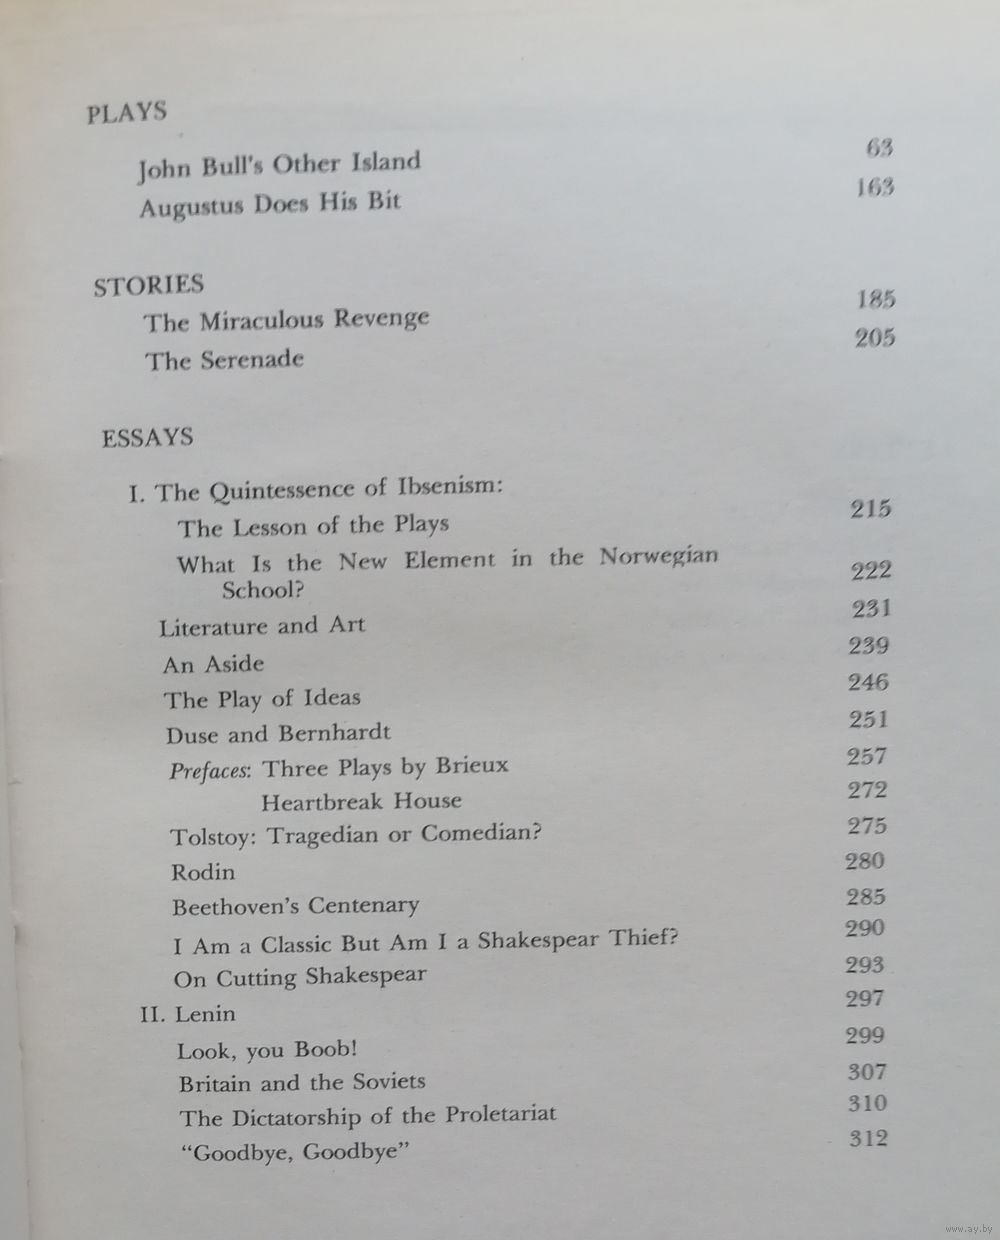 PLAYS
John Bull's Other Island 63
Augustus Does His Bit 163
STORIES
The Miraculous Revenge 185
The Serenade 205
ESSAYS
I. The Quintessence of Ibsenism:
The Lesson of the Plays 215
What Is the New Element in the Norwegian
School? 222
Literature and Art 231
An Aside 239
The Play of Ideas 246
Duse and Bernhardt 251
Prefaces: Three Plays by Brieux 257
Heartbreak House 272
Tolstoy: Tragedian or Comedian? 275
Rodin 280
Beethoven's Centenary 285
I Am a Classic But Am I a Shakespear Thief? 290
On Cutting Shakespear 293
II. Lenin 297
Look, you Boob! 299
Britain and the Soviets 307
The Dictatorship of the Proletariat 310
“Goodbye, Goodbye” 312
www.ay.by